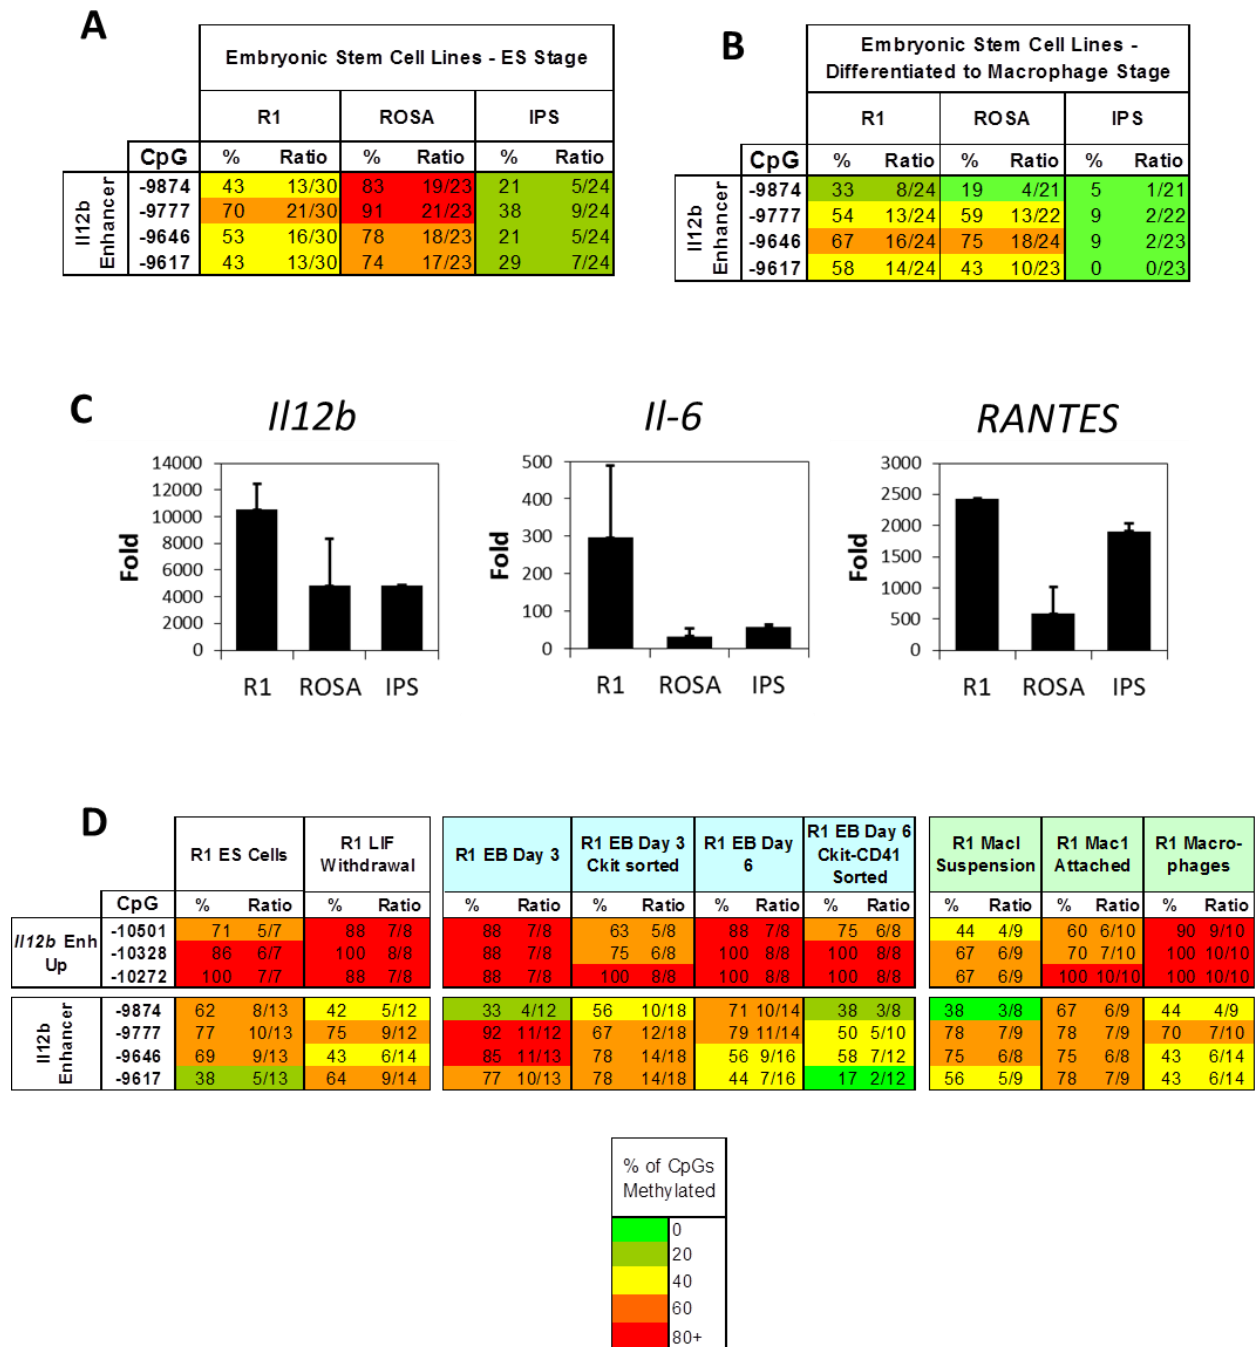 A
Embryonic Stem Cell Lines - ES Stage
R1 ROSA IPS
CpG % Ratio % Ratio % Ratio
Il12b Enhancer
-9874 43 13/30 83 19/23 21 5/24
-9777 70 21/30 91 21/23 38 9/24
-9646 53 16/30 78 18/23 21 5/24
-9617 43 13/30 74 17/23 29 7/24
B
Embryonic Stem Cell Lines -
Differentiated to Macrophage Stage
R1 ROSA IPS
CpG % Ratio % Ratio % Ratio
Il12b
Enhancer
-9874 33 8/24 19 4/21 5 1/21
-9777 54 13/24 59 13/22 9 2/22
-9646 67 16/24 75 18/24 9 2/23
-9617 58 14/24 43 10/23 0 0/23
C
Il12b
Fold
14000
12000
10000
8000
6000
4000
2000
0
R1 ROSA IPS
Il-6
Fold
500
400
300
200
100
0
R1 ROSA IPS
RANTES
Fold
3000
2500
2000
1500
1000
500
0
R1 ROSA IPS
D
R1 ES Cells
R1 LIF
Withdrawal
R1 EB Day 3
R1 EB Day 3
Ckit sorted
R1 EB Day
6
R1 EB Day 6
Ckit-CD41
Sorted
R1 MacI
Suspension
R1 Mac1
Attached
R1 Macro-
phages
CpG % Ratio % Ratio % Ratio % Ratio % Ratio % Ratio % Ratio % Ratio % Ratio
Il12b Enh
Up
-10501 71 5/7 88 7/8 88 7/8 63 5/8 88 7/8 75 6/8 44 4/9 60 6/10 90 9/10
-10328 86 6/7 100 8/8 88 7/8 75 6/8 100 8/8 100 8/8 67 6/9 70 7/10 100 10/10
-10272 100 7/7 88 7/8 88 7/8 100 8/8 100 8/8 100 8/8 67 6/9 100 10/10 100 10/10
Il12b
Enhancer
-9874 62 8/13 42 5/12 33 4/12 56 10/18 71 10/14 38 3/8 38 3/8 67 6/9 44 4/9
-9777 77 10/13 75 9/12 92 11/12 67 12/18 79 11/14 50 5/10 78 7/9 78 7/9 70 7/10
-9646 69 9/13 43 6/14 85 11/13 78 14/18 56 9/16 58 7/12 75 6/8 75 6/8 43 6/14
-9617 38 5/13 64 9/14 77 10/13 78 14/18 44 7/16 17 2/12 56 5/9 78 7/9 43 6/14
% of CpGs
Methylated
0
20
40
60
80+